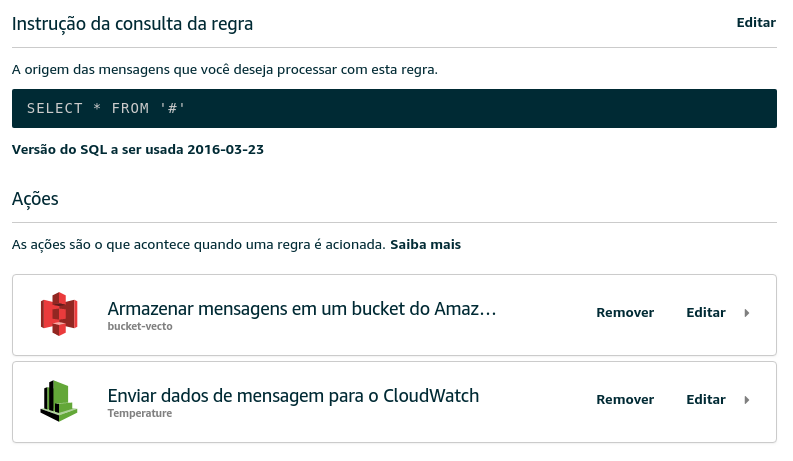 Instrução da consulta da regra
Editar
A origem das mensagens que você deseja processar com esta regra.
SELECT * FROM '#'
Versão do SQL a ser usada 2016-03-23
Ações
As ações são o que acontece quando uma regra é acionada. Saiba mais
Armazenar mensagens em um bucket do Amaz...
bucket-vecto
Remover
Editar
Enviar dados de mensagem para o CloudWatch
Temperature
Remover
Editar